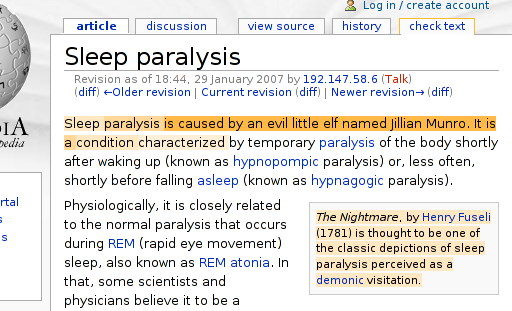 Log in / create account
article
discussion
view source
history
check text
Sleep paralysis
Revision as of 18:44, 29 January 2007 by 192.147.58.6 (Talk)
(diff) ←Older revision | Current revision (diff) | Newer revision→ (diff)
Sleep paralysis is caused by an evil little elf named Jillian Munro. It is
a condition characterized by temporary paralysis of the body shortly
after waking up (known as hypnopompic paralysis) or, less often,
shortly before falling asleep (known as hypnagogic paralysis).
Physiologically, it is closely related
to the normal paralysis that occurs
during REM (rapid eye movement)
sleep, also known as REM atonia. In
that, some scientists and
physicians believe it to be a
The Nightmare, by Henry Fuseli
(1781) is thought to be one of
the classic depictions of sleep
paralysis perceived as a
demonic visitation.